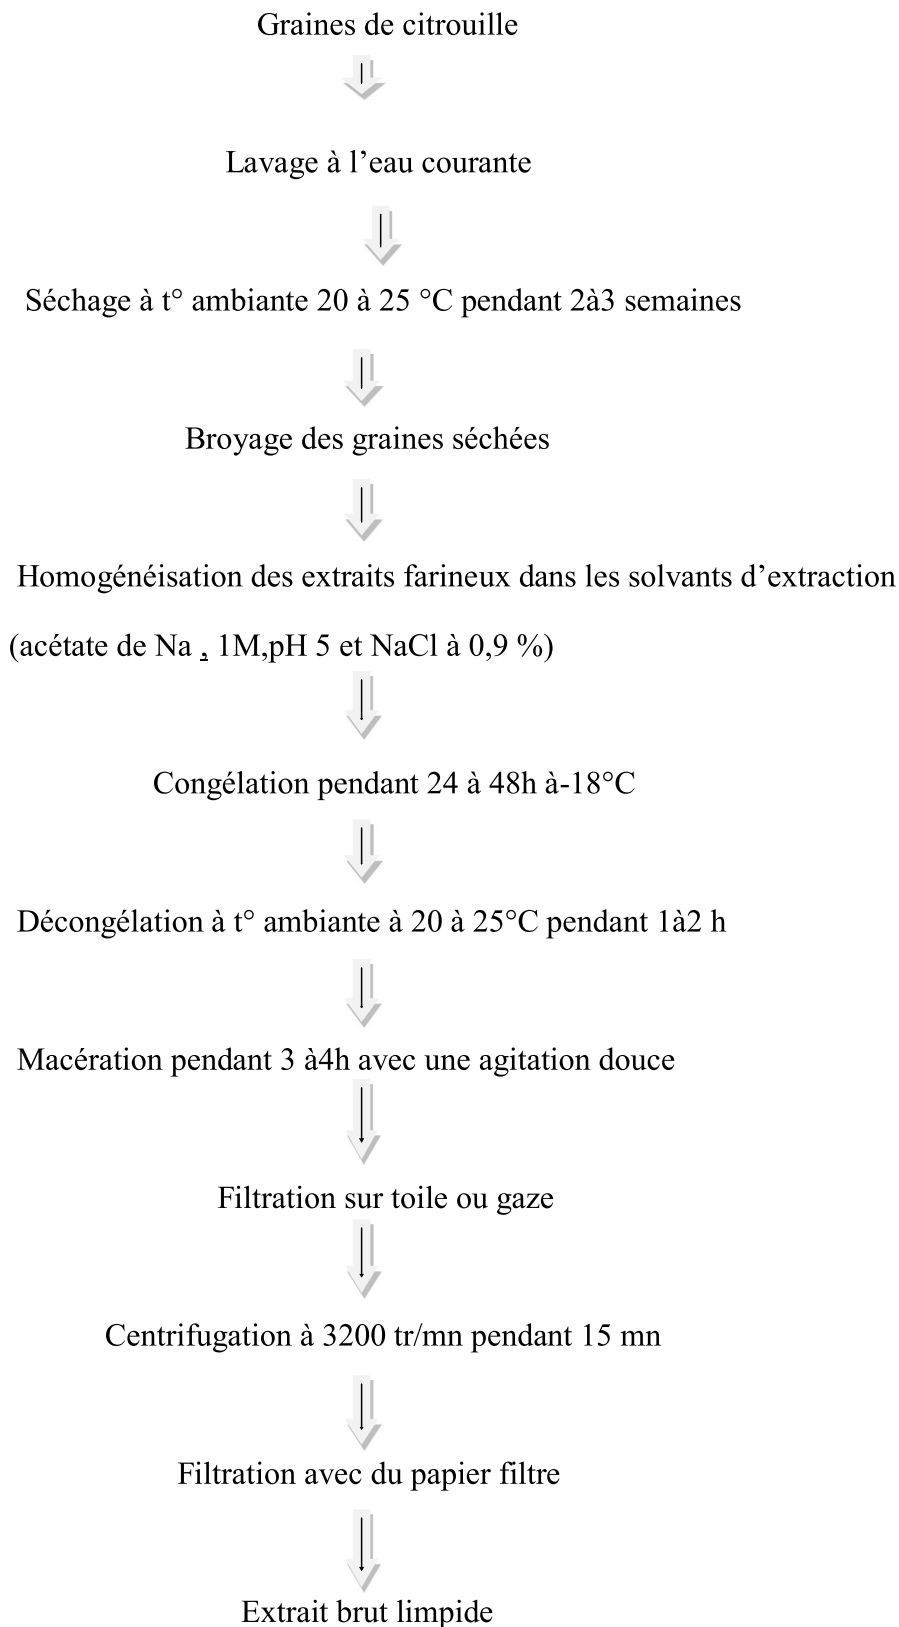 Graines de citrouille
Lavage à l’eau courante
Séchage à t° ambiante 20 à 25 °C pendant 2à3 semaines
Broyage des graines séchées
Homogénéisation des extraits farineux dans les solvants d’extraction
(acétate de Na , 1M,pH 5 et NaCl à 0,9 %)
Congélation pendant 24 à 48h à-18°C
Décongélation à t° ambiante à 20 à 25°C pendant 1à2 h
Macération pendant 3 à4h avec une agitation douce
Filtration sur toile ou gaze
Centrifugation à 3200 tr/mn pendant 15 mn
Filtration avec du papier filtre
Extrait brut limpide